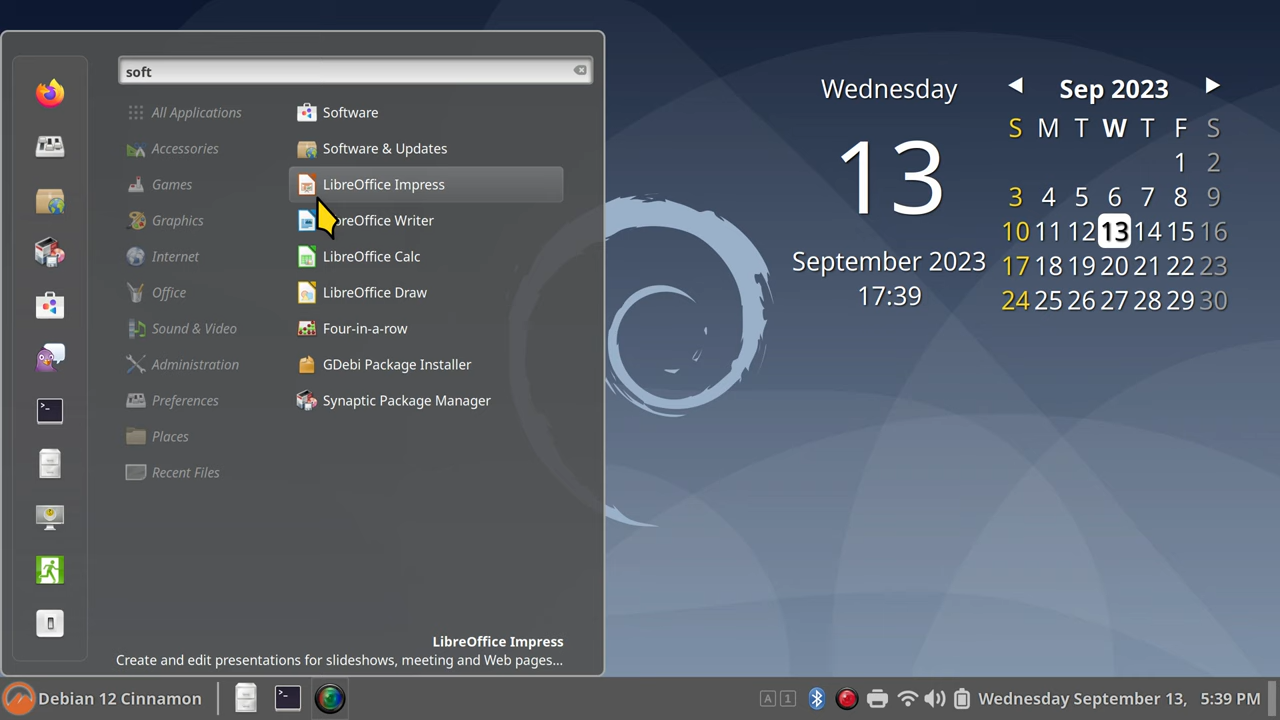 soft
All Applications
Accessories
Games
Graphics
Internet
Office
Sound & Video
Administration
Preferences
Places
Recent Files
Software
Software & Updates
LibreOffice Impress
reOffice Writer
LibreOffice Calc
LibreOffice Draw
Four-in-a-row
GDebi Package Installer
Synaptic Package Manager
LibreOffice Impress
Create and edit presentations for slideshows, meeting and Web pages...
Wednesday
13
September 2023
17:39
Sep 2023
S M T W T F S
1 2
3 4 5 6 7 8 9
10 11 12 13 14 15 16
17 18 19 20 21 22 23
24 25 26 27 28 29 30
Debian 12 Cinnamon
A 1
Wednesday September 13, 5:39 PM